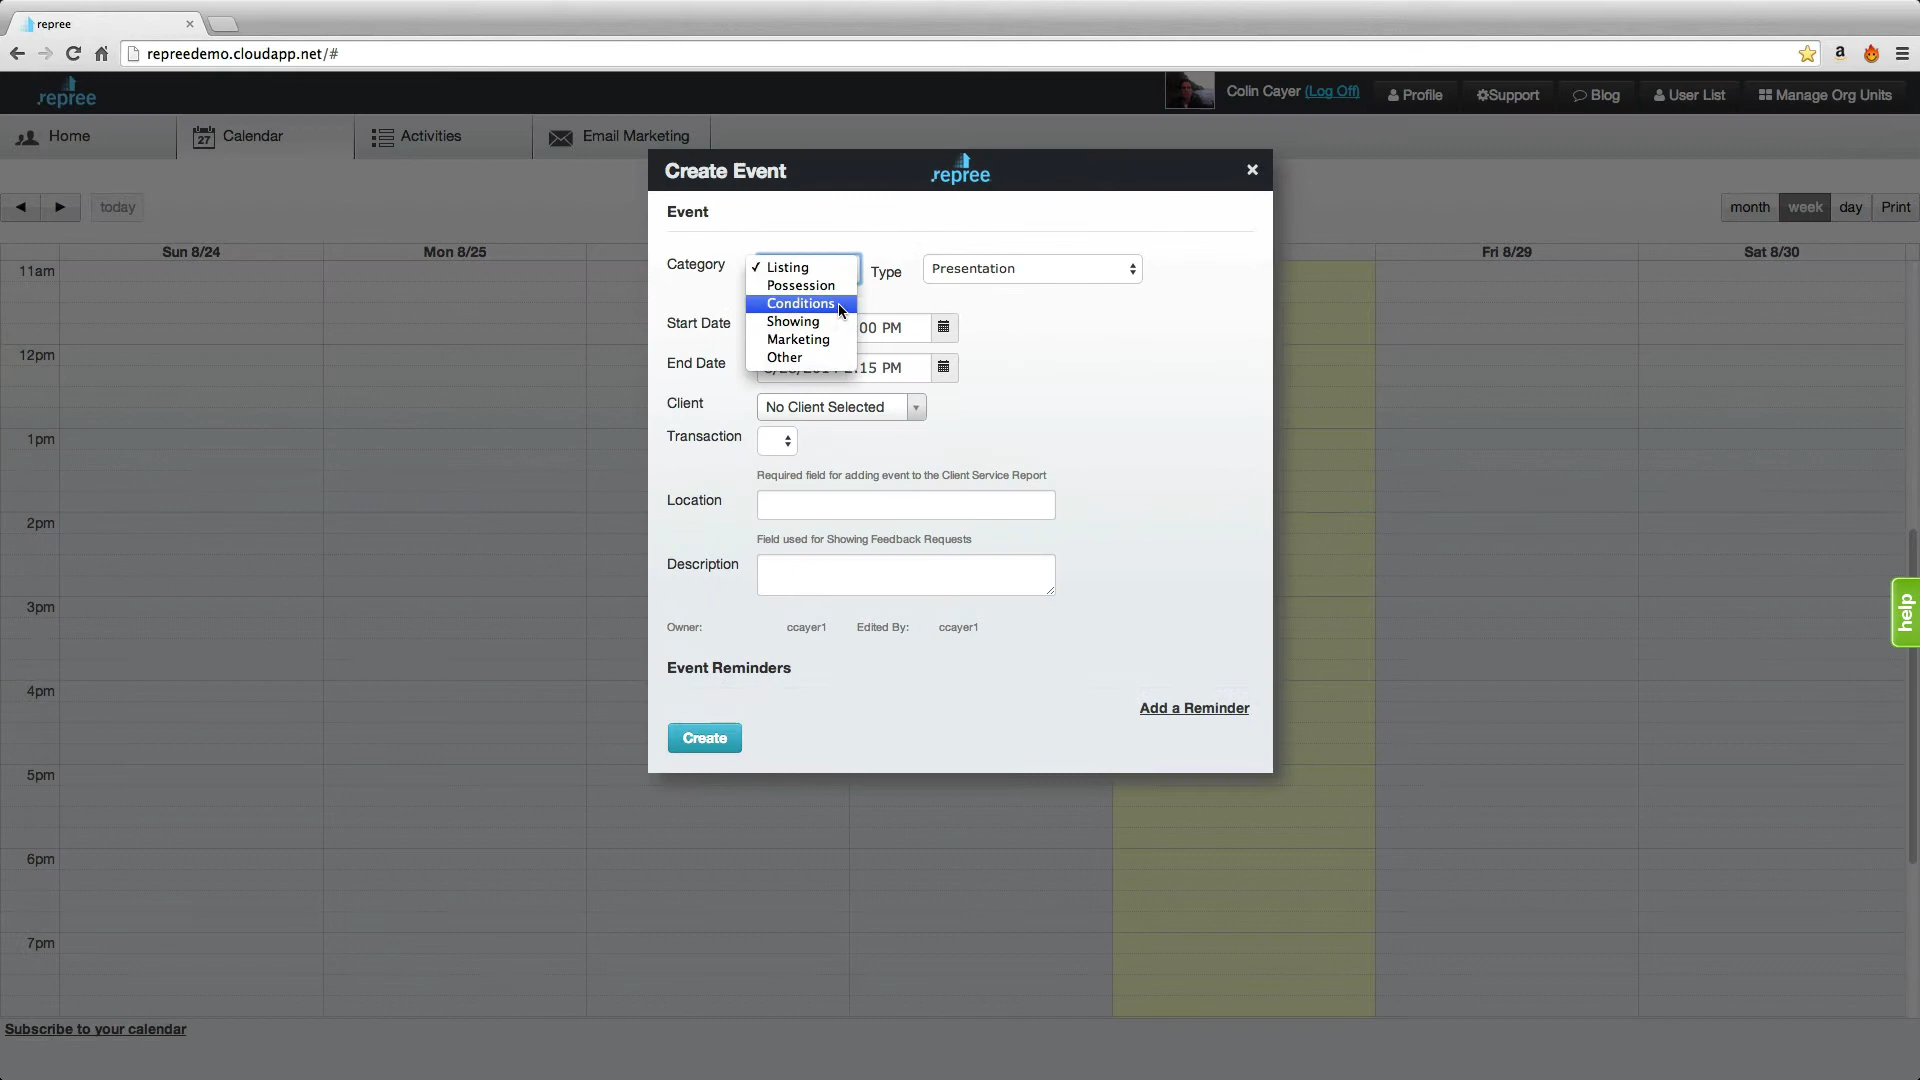 repree
repreedemo.cloudapp.net/#
repree
Colin Cayer (Log Off)
Profile
Support
Blog
User List
Manage Org Units
Home
27
Calendar
Activities
Email Marketing
Create Event
repree
today
month
week
day
Print
Event
Sun 8/24
Mon 8/25
Fri 8/29
Sat 8/30
Category
Listing
Possession
Conditions
Showing
Marketing
Other
Type
Presentation
Start Date
00 PM
End Date
15 PM
Client
No Client Selected
Transaction
Required field for adding event to the Client Service Report
Location
Field used for Showing Feedback Requests
Description
Owner:
ccayer1
Edited By:
ccayer1
Event Reminders
Add a Reminder
Create
11am
12pm
1pm
2pm
3pm
4pm
5pm
6pm
7pm
help
Subscribe to your calendar